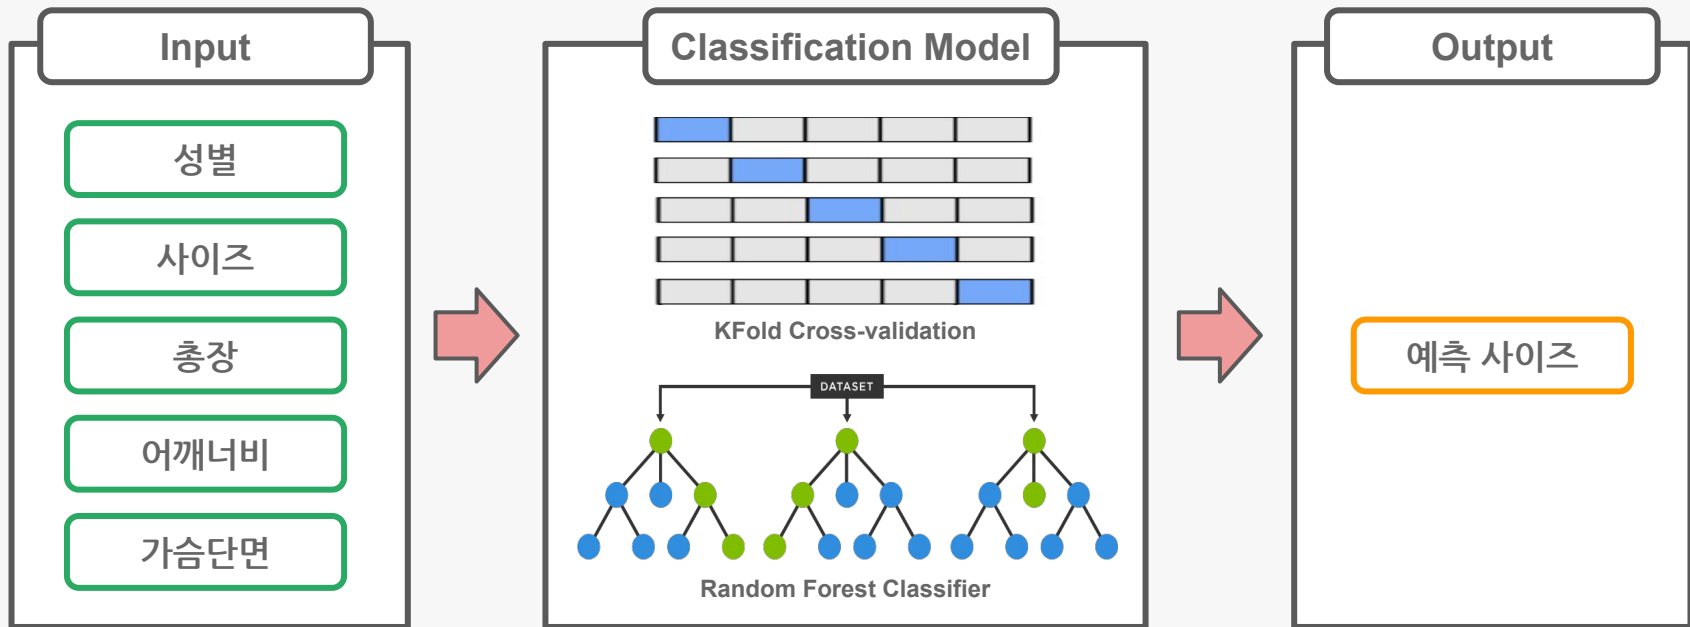 Input
성별
사이즈
총장
어깨너비
가슴단면
Classification Model
KFold Cross-validation
DATASET
Random Forest Classifier
Output
예측 사이즈